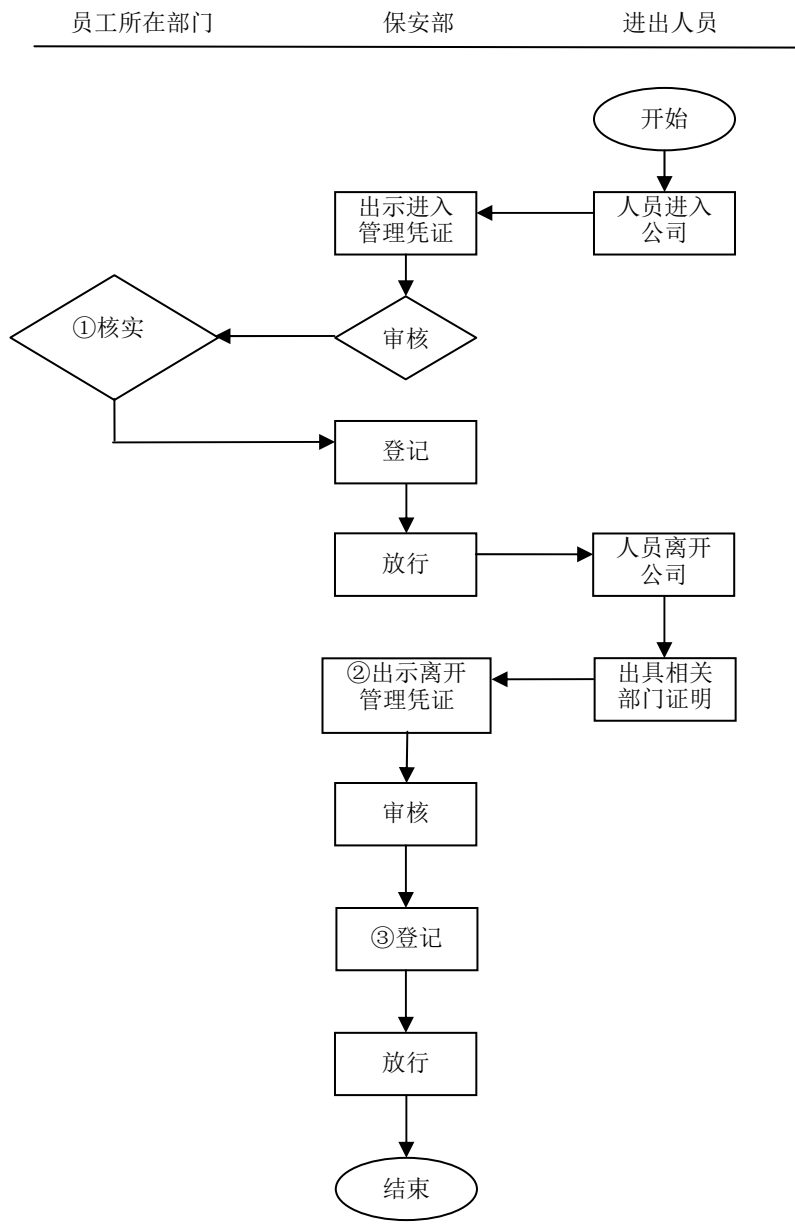 员工所在部门 保安部 进出人员
开始
出示进入
管理凭证
人员进入
公司
①核实
审核
登记
放行
人员离开
公司
②出示离开
管理凭证
出具相关
部门证明
审核
③登记
放行
结束